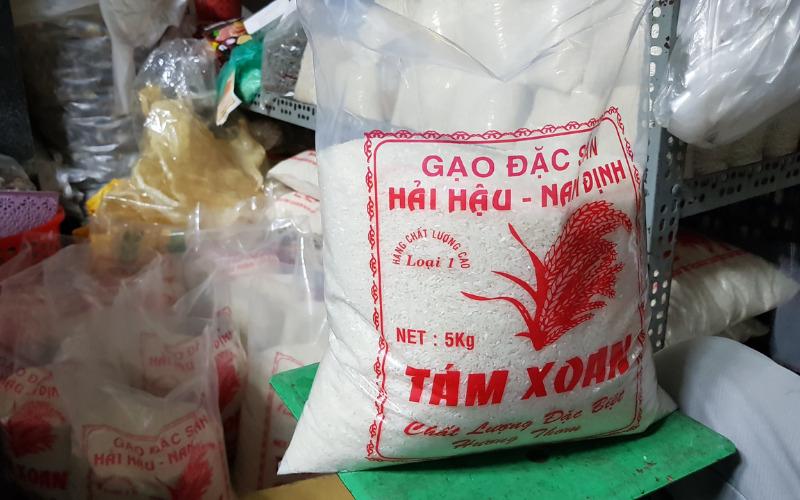 GẠO ĐẶC SẢN
HẢI HẬU - NAM ĐỊNH
HÀNG CHẤT LƯỢNG CAO
Loại 1
NET : 5Kg
TÁM XOAN
Chất Lượng Đặc Biệt
Hương Thơm
GẠO ĐẶC SẢN
HẢI HẬU - NAM
XOAN